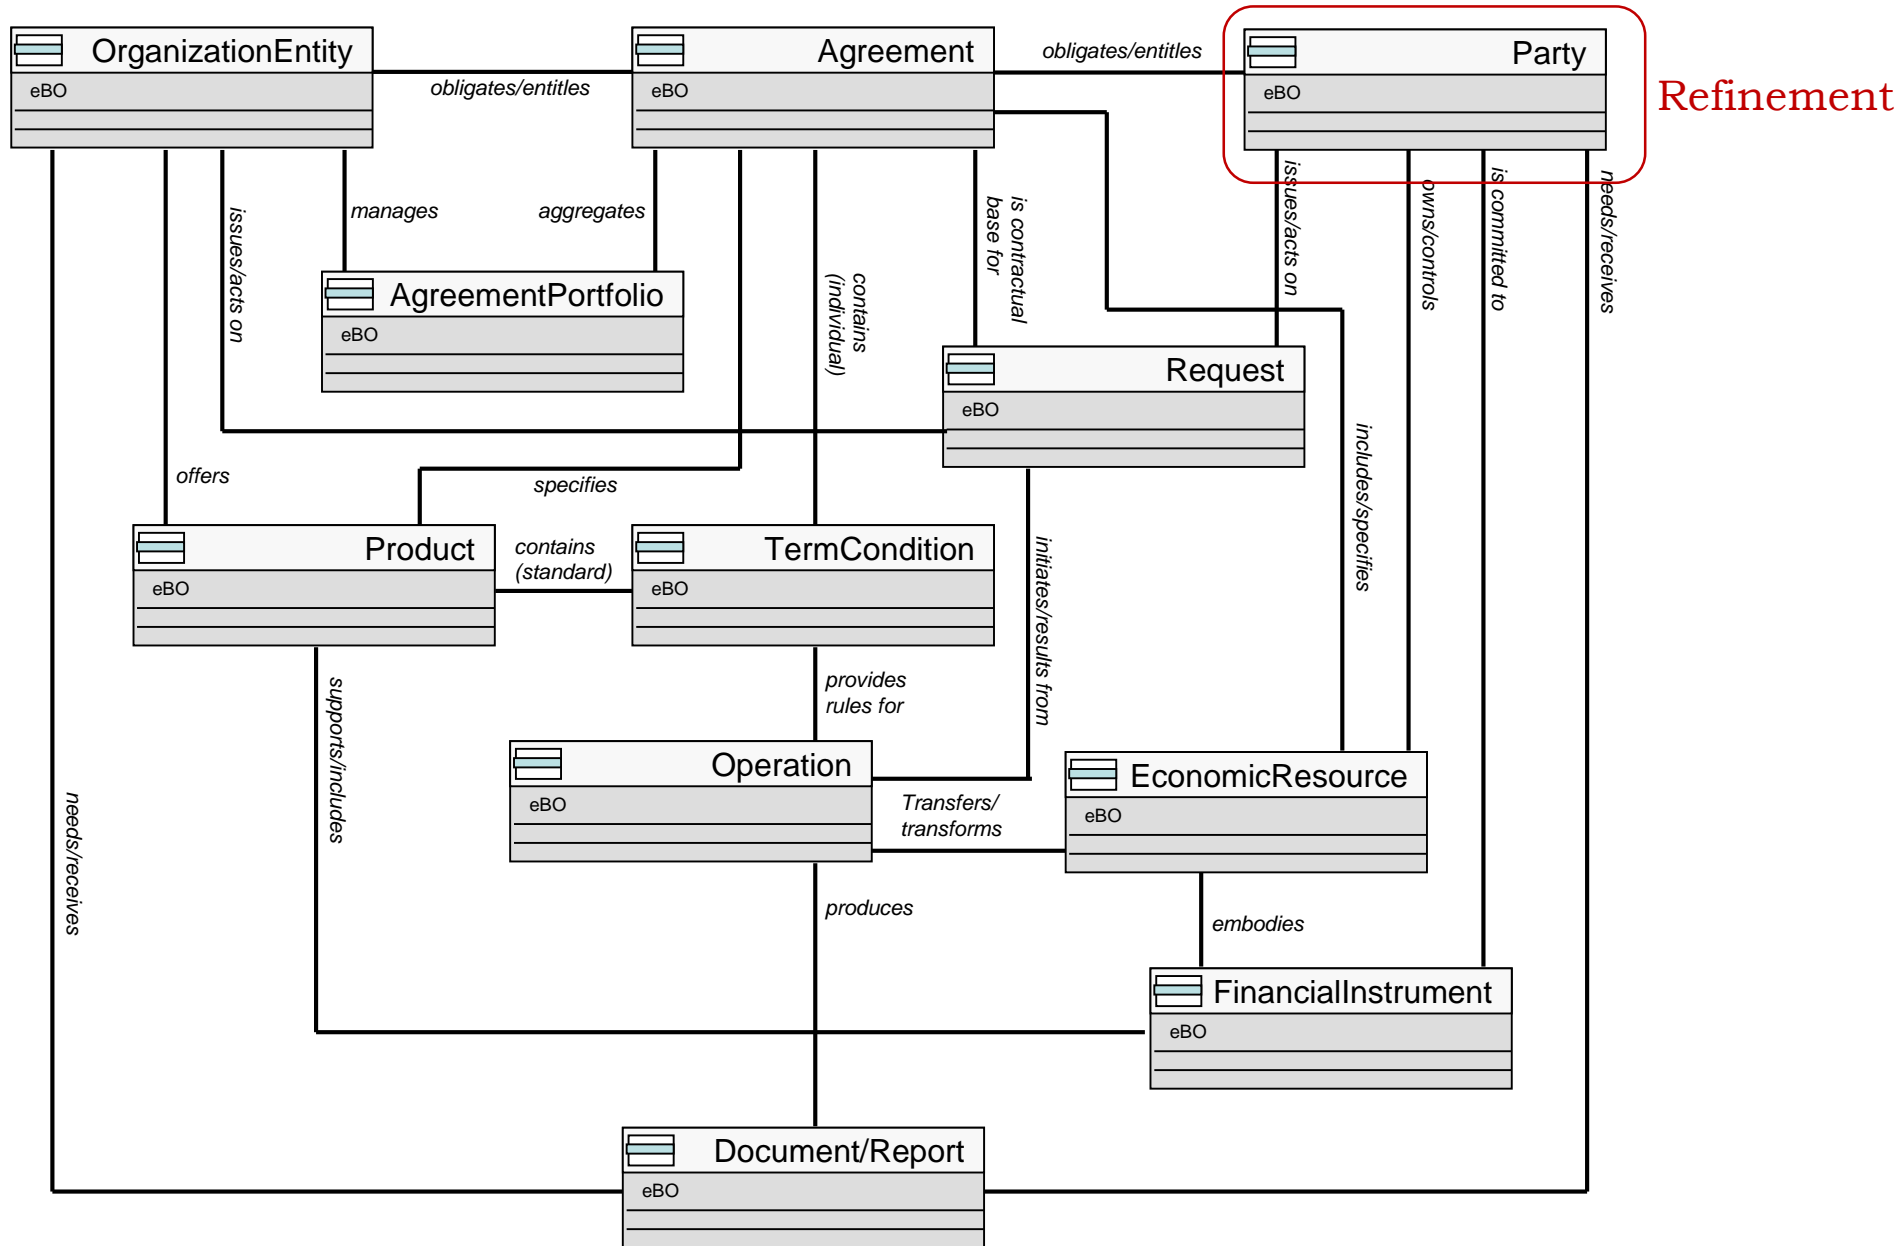 OrganizationEntity
eBO
obligates/entitles
Agreement
eBO
obligates/entitles
Party
eBO
Refinement
issues/acts on
manages
aggregates
is contractual
base for
issues/acts on
owns/controls
is committed to
needs/receives
AgreementPortfolio
eBO
contains
(individual)
Request
eBO
offers
specifies
includes/specifies
Product
eBO
contains
(standard)
TermCondition
eBO
initiates/results from
supports/includes
provides
rules for
needs/receives
Operation
eBO
Transfers/
transforms
EconomicResource
eBO
produces
embodies
FinancialInstrument
eBO
Document/Report
eBO